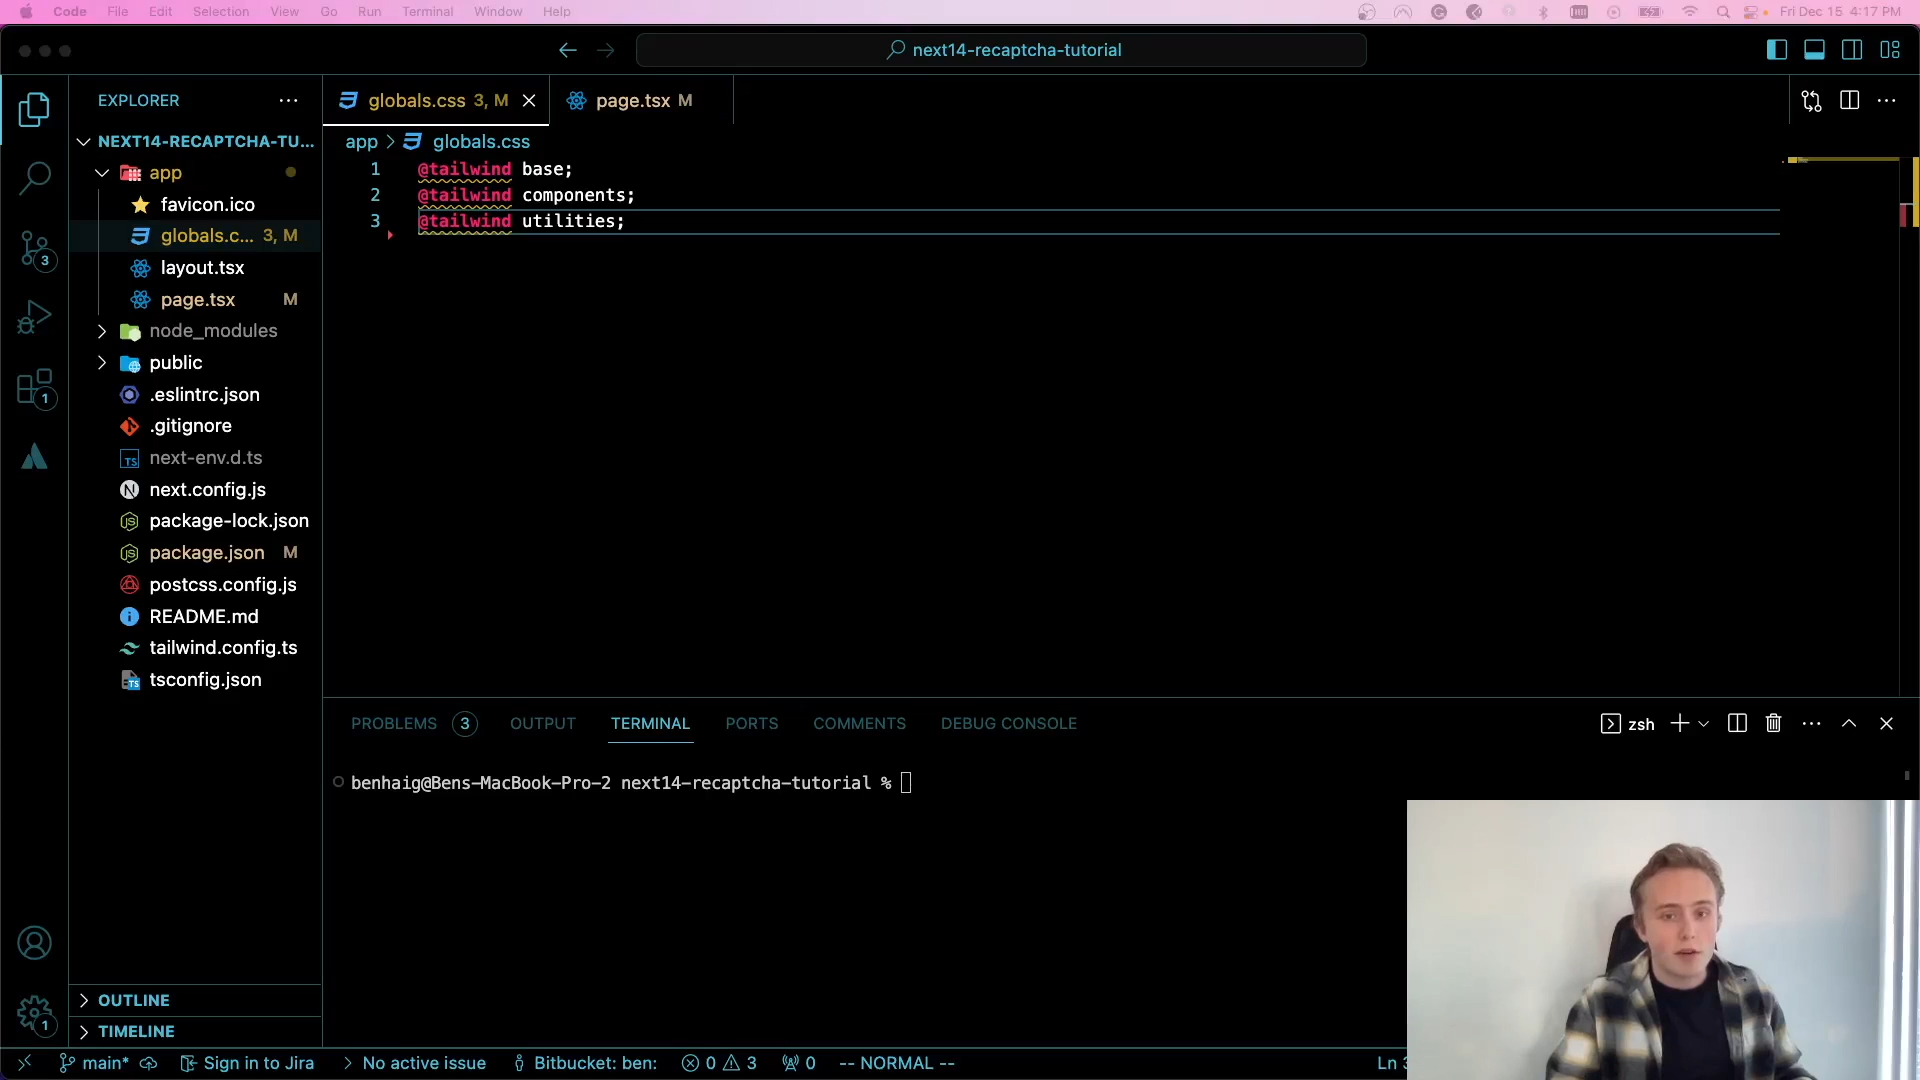 Code File Edit Selection View Go Run Terminal Window Help Fri Dec 15 4:17 PM
next14-recaptcha-tutorial
EXPLORER
NEXT14-RECAPTCHA-TU...
app
favicon.ico
globals.c... 3, M
layout.tsx
page.tsx M
node_modules
public
.eslintrc.json
.gitignore
next-env.d.ts
next.config.js
package-lock.json
package.json M
postcss.config.js
README.md
tailwind.config.ts
tsconfig.json
OUTLINE
TIMELINE
3
1
1
globals.css 3, M page.tsx M
app > globals.css
1 @tailwind base;
2 @tailwind components;
3 @tailwind utilities;
PROBLEMS 3 OUTPUT TERMINAL PORTS COMMENTS DEBUG CONSOLE zsh
benhaig@Bens-MacBook-Pro-2 next14-recaptcha-tutorial %
main* Sign in to Jira No active issue Bitbucket: ben: 0 3 0 -- NORMAL -- Ln 3